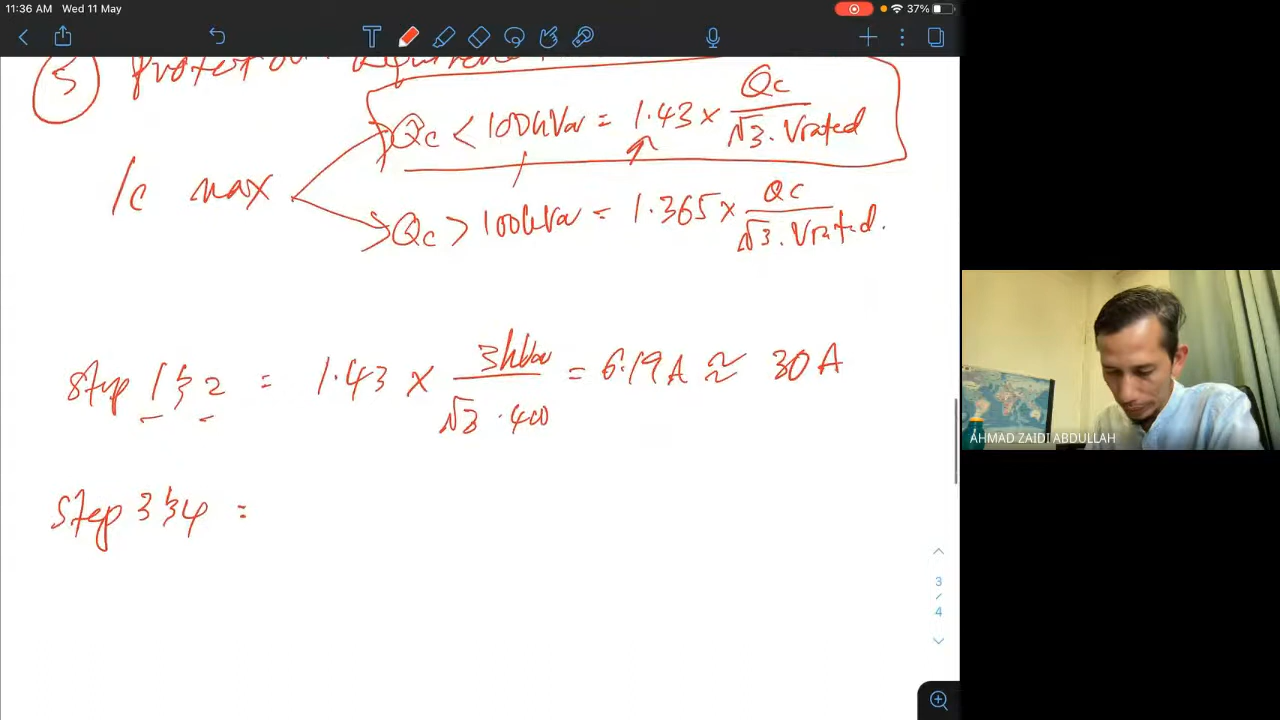 11:36 AM Wed 11 May
37%
5 Protection
Qc < 100kVar = 1.43 × Qc / √3 . Vrated
Ic max
Qc > 100kVar = 1.365 × Qc / √3 . Vrated.
Step 1 & 2 = 1.43 × 3kVar / √3 . 400 = 6.19 A ≈ 30 A
Step 3 & 4 =
AHMAD ZAIDI ABDULLAH
3 / 4